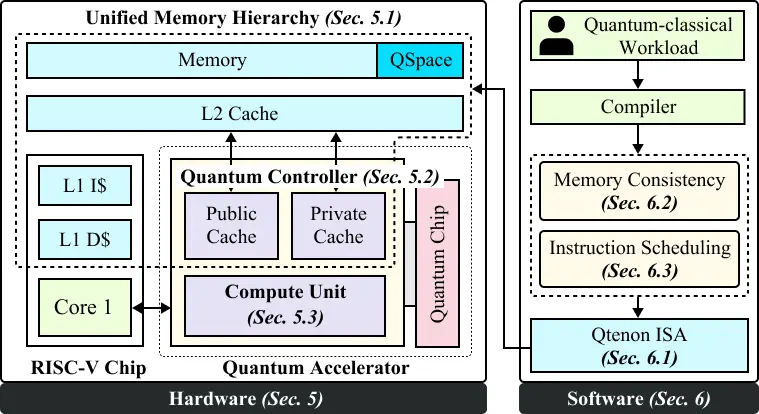 Unified Memory Hierarchy (Sec. 5.1)
Memory
QSpace
L2 Cache
L1 I$
L1 D$
Core 1
RISC-V Chip
Quantum Controller (Sec. 5.2)
Public
Cache
Private
Cache
Compute Unit
(Sec. 5.3)
Quantum Chip
Quantum Accelerator
Hardware (Sec. 5)
Quantum-classical
Workload
Compiler
Memory Consistency
(Sec. 6.2)
Instruction Scheduling
(Sec. 6.3)
Qtenon ISA
(Sec. 6.1)
Software (Sec. 6)